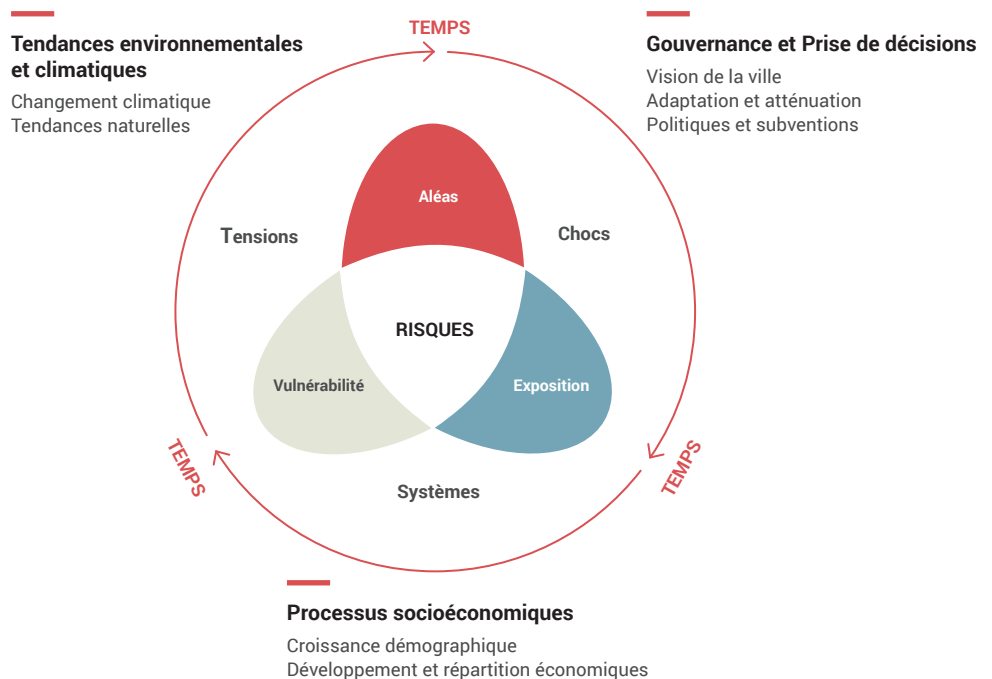 TEMPS
Tendances environnementales
et climatiques
Changement climatique
Tendances naturelles
Gouvernance et Prise de décisions
Vision de la ville
Adaptation et atténuation
Politiques et subventions
Aléas
Tensions
Chocs
RISQUES
Vulnérabilité
Exposition
TEMPS
TEMPS
Systèmes
Processus socioéconomiques
Croissance démographique
Développement et répartition économiques